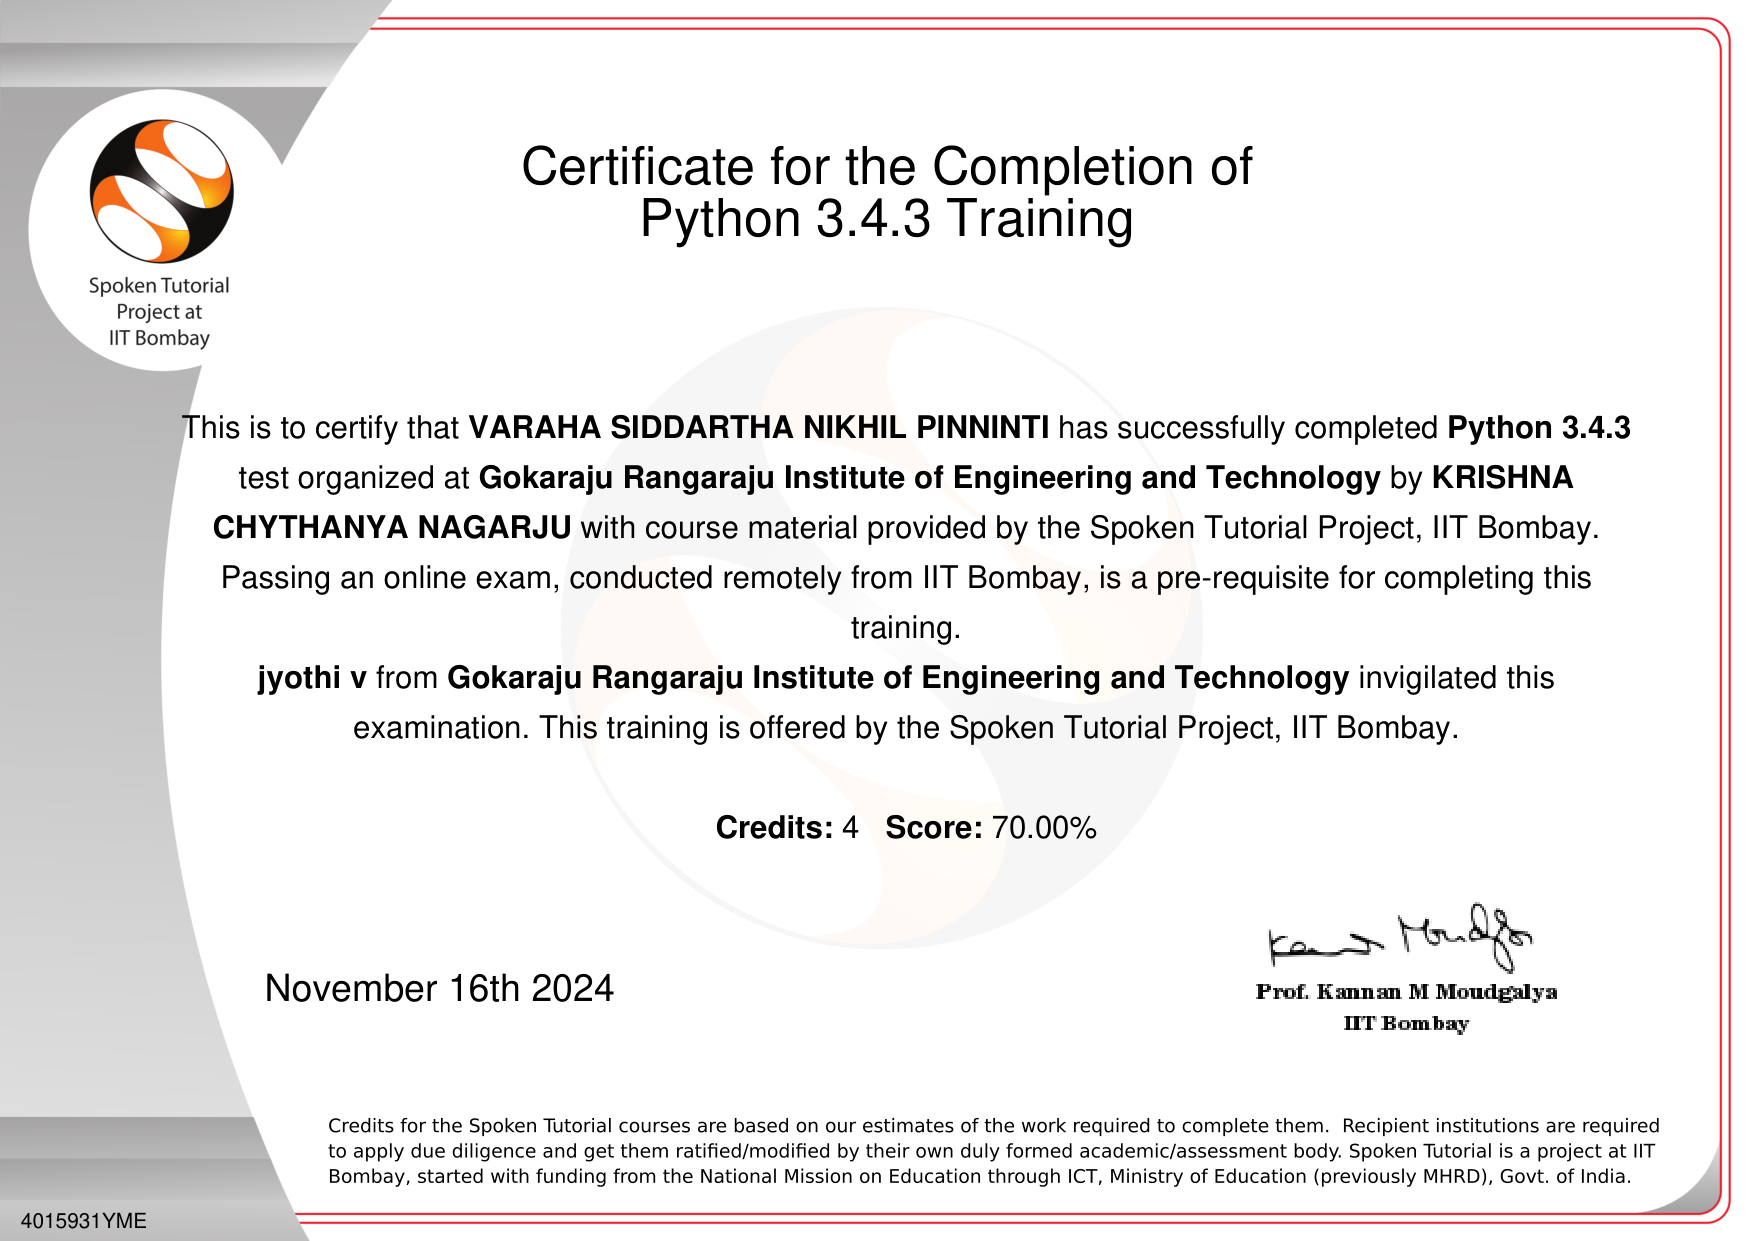 Certificate for the Completion of
Python 3.4.3 Training
Spoken Tutorial
Project at
IIT Bombay
This is to certify that VARAHA SIDDARTHA NIKHIL PINNINTI has successfully completed Python 3.4.3
test organized at Gokaraju Rangaraju Institute of Engineering and Technology by KRISHNA
CHYTHANYA NAGARJU with course material provided by the Spoken Tutorial Project, IIT Bombay.
Passing an online exam, conducted remotely from IIT Bombay, is a pre-requisite for completing this
training.
jyothi v from Gokaraju Rangaraju Institute of Engineering and Technology invigilated this
examination. This training is offered by the Spoken Tutorial Project, IIT Bombay.
Credits: 4 Score: 70.00%
Kannan Moudgalya
November 16th 2024
Prof. Kannan M Moudgalya
IIT Bombay
Credits for the Spoken Tutorial courses are based on our estimates of the work required to complete them. Recipient institutions are required
to apply due diligence and get them ratified/modified by their own duly formed academic/assessment body. Spoken Tutorial is a project at IIT
Bombay, started with funding from the National Mission on Education through ICT, Ministry of Education (previously MHRD), Govt. of India.
4015931YME